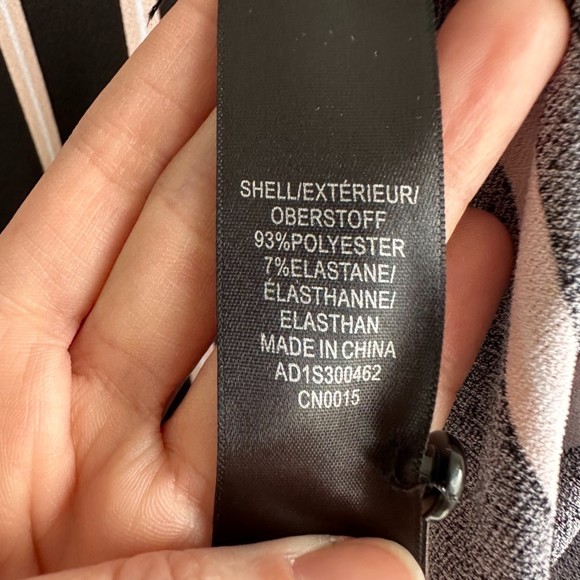 SHELL/EXTÉRIEUR/
OBERSTOFF
93%POLYESTER
7%ELASTANE/
ÉLASTHANNE/
ELASTHAN
MADE IN CHINA
AD1S300462
CN0015